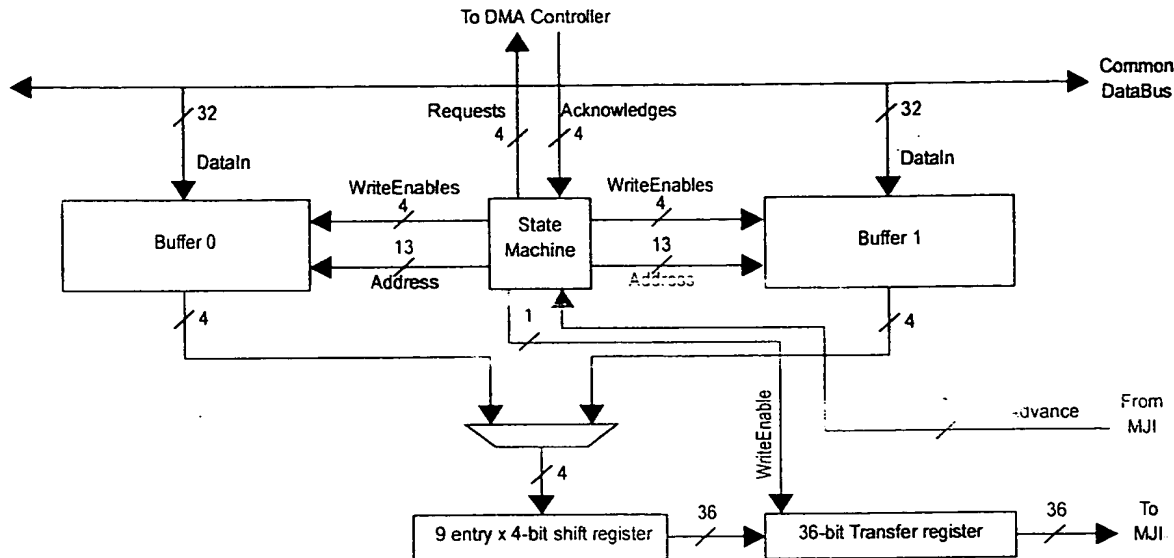 To DMA Controller
Common
DataBus
32
Requests
4
Acknowledges
4
32
DataIn
DataIn
WriteEnables
4
WriteEnables
4
Buffer 0
State
Machine
Buffer 1
13
Address
13
Address
4
1
4
WriteEnable
From
MJI
4
9 entry x 4-bit shift register
36
36-bit Transfer register
36
To
MJI